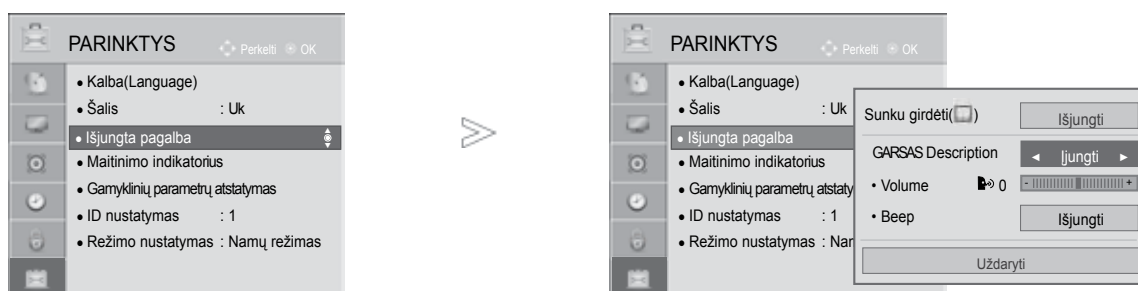 PARINKTYS
Perkelti OK
• Kalba(Language)
• Šalis : Uk
• Išjungta pagalba
• Maitinimo indikatorius
• Gamyklinių parametrų atstatymas
• ID nustatymas : 1
• Režimo nustatymas : Namų režimas
PARINKTYS
Perkelti OK
• Kalba(Language)
• Šalis : Uk
• Išjungta pagalba
• Maitinimo indikatorius
• Gamyklinių parametrų atstaty
• ID nustatymas : 1
• Režimo nustatymas : Nam
Sunku girdėti( ) Išjungti
GARSAS Description ◄ Įjungti ►
• Volume 0 - +
• Beep Išjungti
Uždaryti